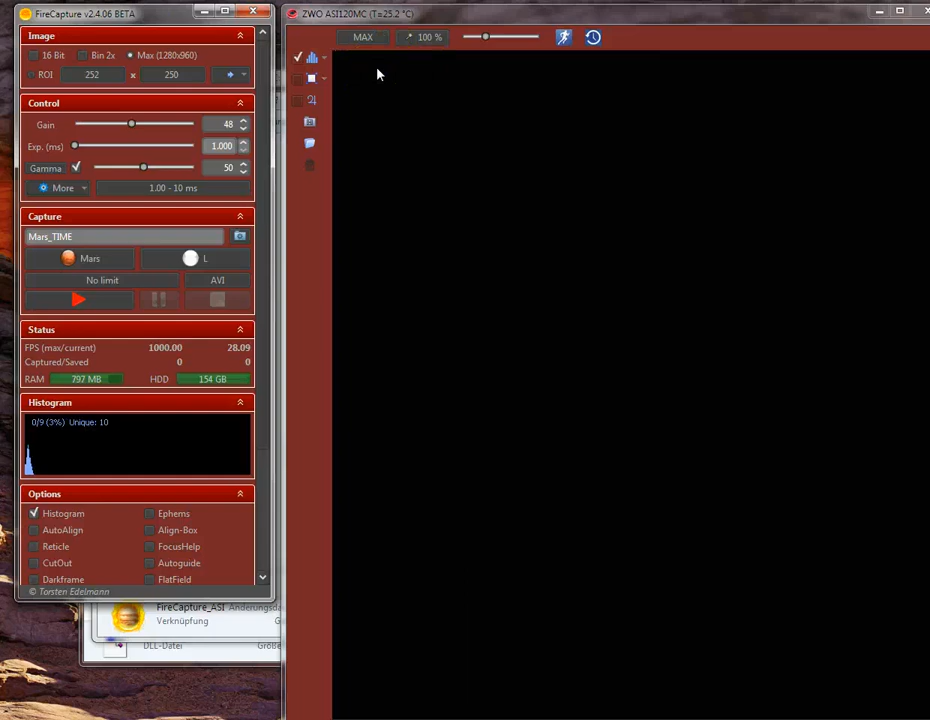 FireCapture v2.4.06 BETA
Image
16 Bit Bin 2x Max (1280x960)
ROI 252 x 250
Control
Gain 48
Exp. (ms) 1.000
Gamma 50
More 1.00 - 10 ms
Capture
Mars_TIME
Mars L
No limit AVI
Status
FPS (max/current) 1000.00 28.09
Captured/Saved 0 0
RAM 797 MB HDD 154 GB
Histogram
0/9 (3%) Unique: 10
Options
Histogram Ephems
AutoAlign Align-Box
Reticle FocusHelp
CutOut Autoguide
Darkframe FlatField
© Torsten Edelmann
FireCapture_ASI Änderungsda
Verknüpfung
DLL-Datei Größe
ZWO ASI120MC (T=25.2 °C)
MAX 100 %